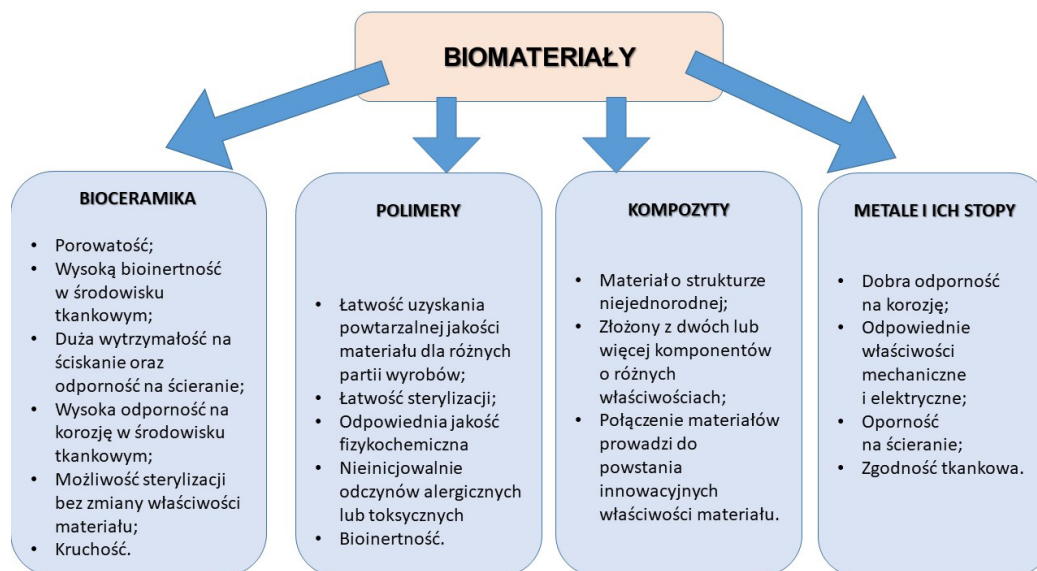 BIOMATERIAŁY
BIOCERAMIKA
• Porowatość;
• Wysoką bioinertność
w środowisku
tkankowym;
• Duża wytrzymałość na
ściskanie oraz
odporność na ścieranie;
• Wysoka odporność na
korozję w środowisku
tkankowym;
• Możliwość sterylizacji
bez zmiany właściwości
materiału;
• Kruchość.
POLIMERY
• Łatwość uzyskania
powtarzalnej jakości
materiału dla różnych
partii wyrobów;
• Łatwość sterylizacji;
• Odpowiednia jakość
fizykochemiczna
• Nieinicjowalnie
odczynów alergicznych
lub toksycznych
• Bioinertność.
KOMPOZYTY
• Materiał o strukturze
niejednorodnej;
• Złożony z dwóch lub
więcej komponentów
o różnych
właściwościach;
• Połączenie materiałów
prowadzi do
powstania
innowacyjnych
właściwości materiału.
METALE I ICH STOPY
• Dobra odporność
na korozję;
• Odpowiednie
właściwości
mechaniczne
i elektryczne;
• Oporność
na ścieranie;
• Zgodność tkankowa.